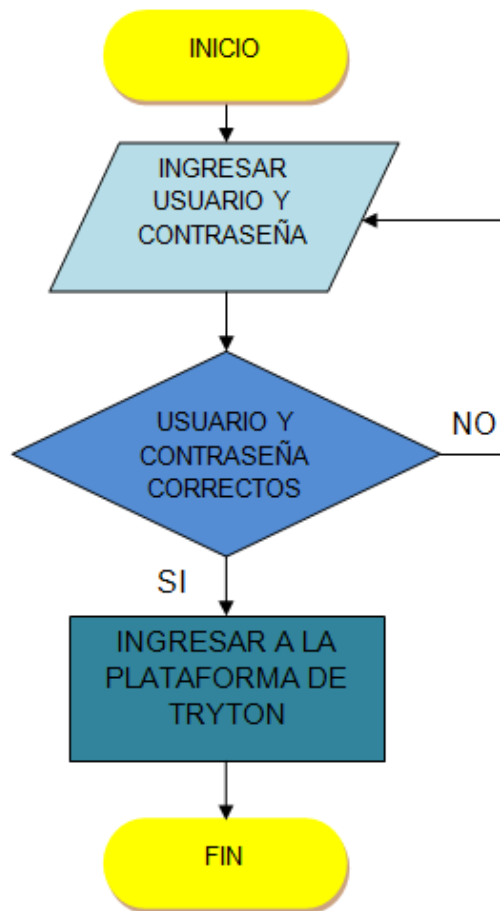 INICIO
INGRESAR
USUARIO Y
CONTRASEÑA
USUARIO Y
CONTRASEÑA
CORRECTOS
NO
SI
INGRESAR A LA
PLATAFORMA DE
TRYTON
FIN